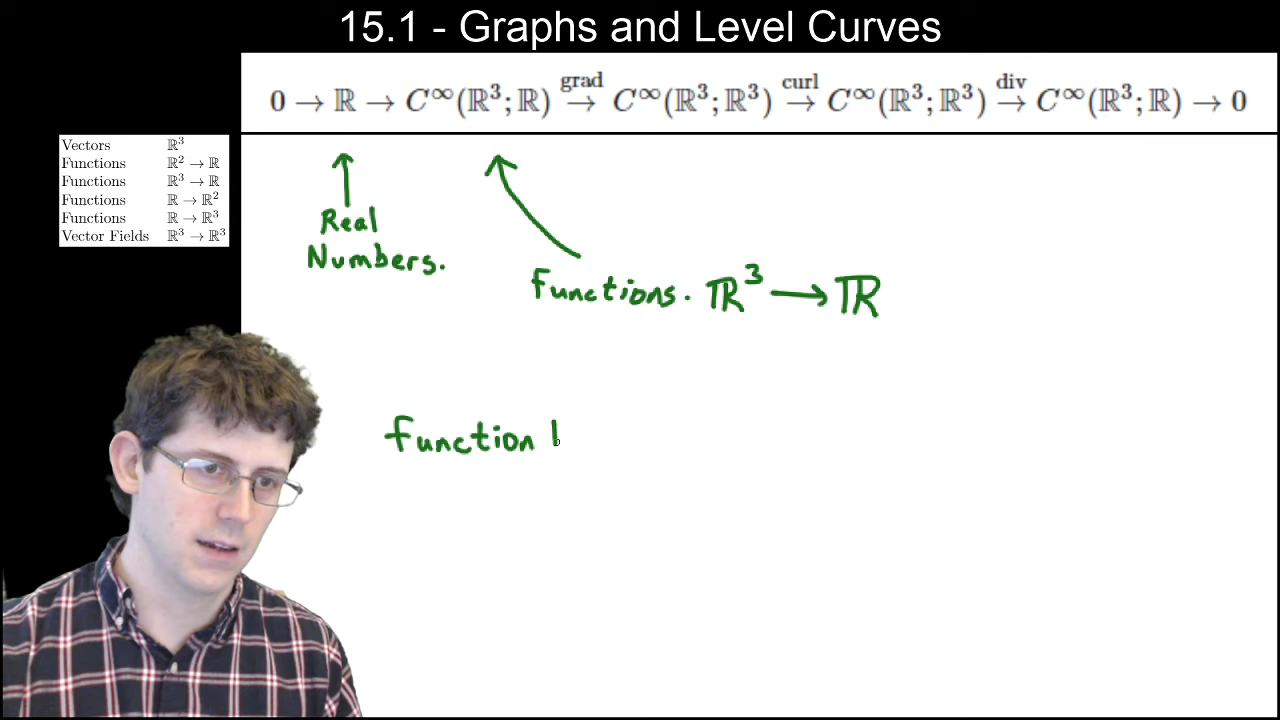 15.1 - Graphs and Level Curves
0 → ℝ → C^∞(ℝ³; ℝ) grad→ C^∞(ℝ³; ℝ³) curl→ C^∞(ℝ³; ℝ³) div→ C^∞(ℝ³; ℝ) → 0
Vectors ℝ³
Functions ℝ² → ℝ
Functions ℝ³ → ℝ
Functions ℝ → ℝ²
Functions ℝ → ℝ³
Vector Fields ℝ³ → ℝ³
Real
Numbers.
Functions. ℝ³ → ℝ
Function